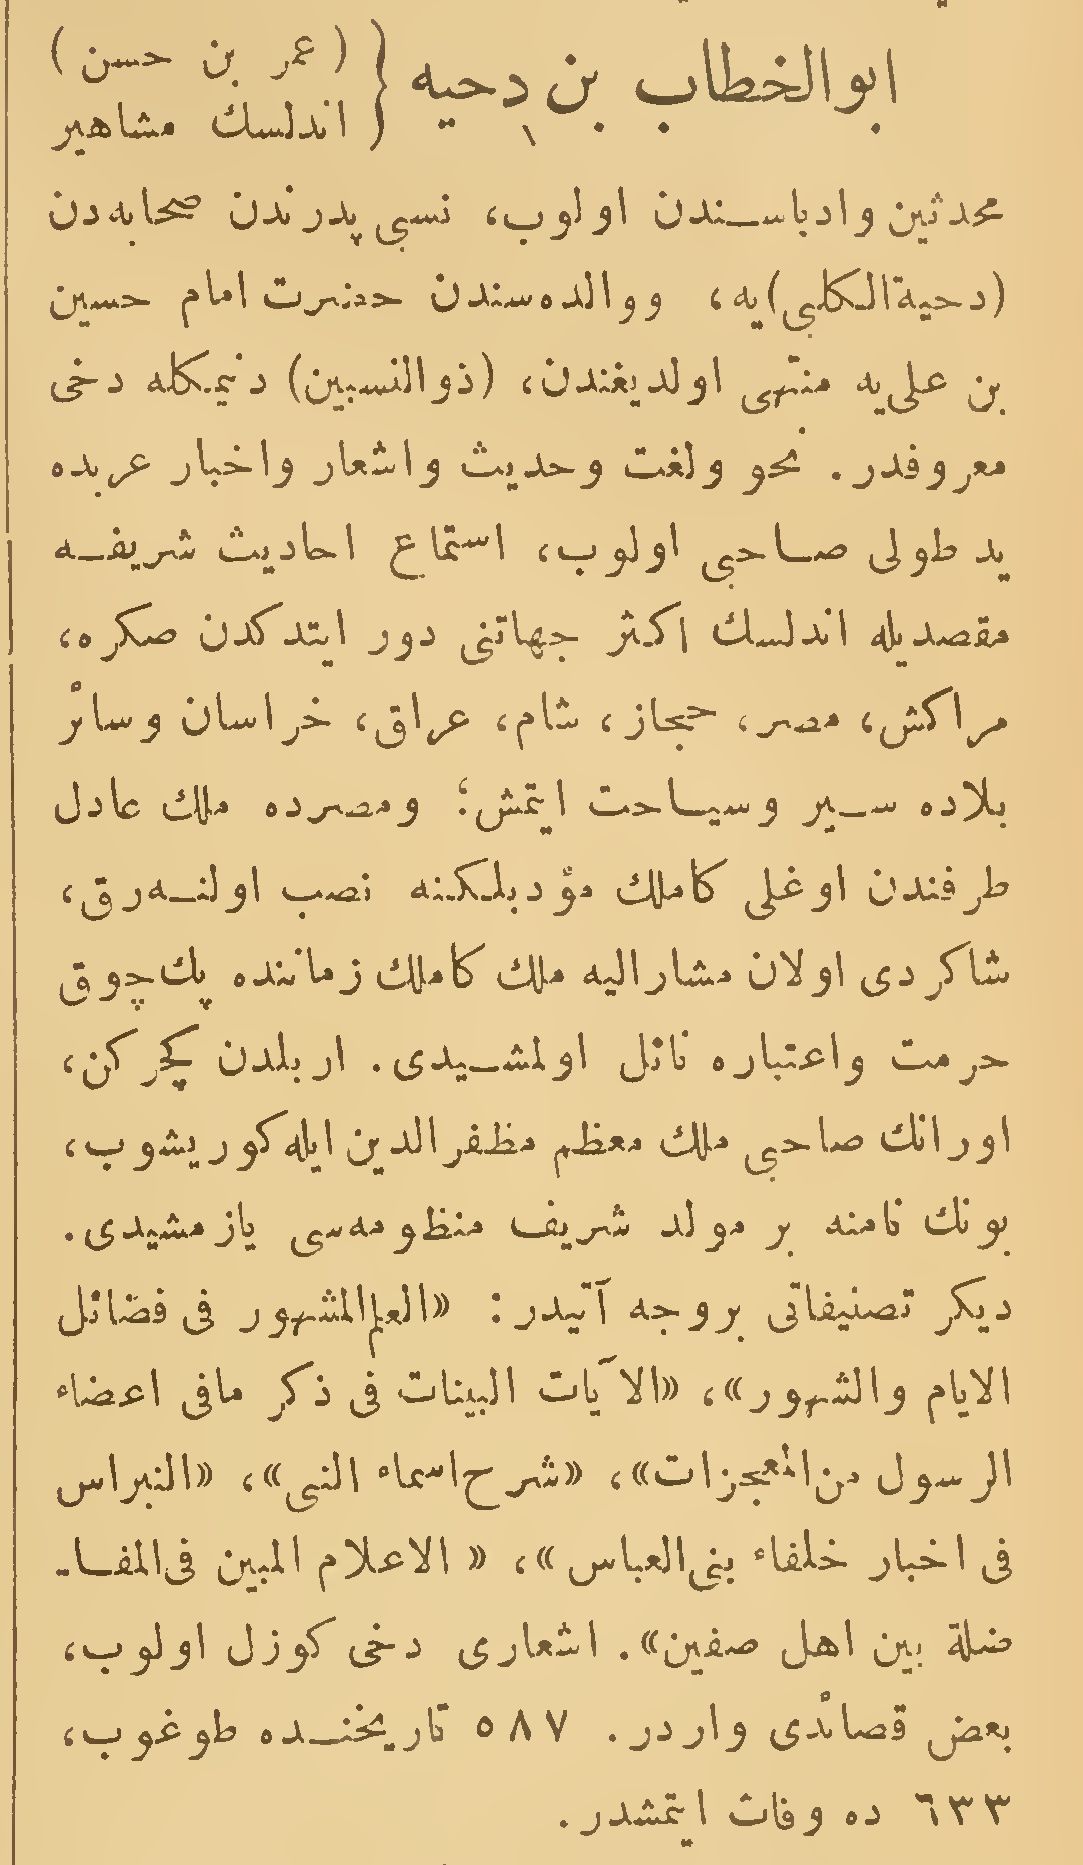 ابوالخطاب بن دِحیه { (عمر بن حسن)
اندلسك مشاهیر
محدثین وادباسندن اولوب، نسبی پدرندن صحابه‌دن
(دحیةالکلبی)یه، ووالده‌سندن حضرت امام حسین
بن علی‌یه منتهی اولدیغندن، (ذوالنسبین) دنیمکله دخی
معروفدر. نحو ولغت وحدیث واشعار واخبار عربده
ید طولی صاحبی اولوب، استماع احادیث شریفه
مقصدیله اندلسك اکثر جهاتنی دور ایتدکدن صکره،
مراکش، مصر، حجاز، شام، عراق، خراسان وسائر
بلاده سیر وسیاحت ایتمش؛ ومصرده ملك عادل
طرفندن اوغلی کاملك مؤدبلکنه نصب اولنه‌رق،
شاکردی اولان مشارالیه ملك کاملك زماننده پك چوق
حرمت واعتباره نائل اولمشیدی. اربلدن کچرکن،
اورانك صاحبی ملك معظم مظفرالدین ایله کوریشوب،
بونك نامنه بر مولد شریف منظومه‌سی یازمشیدی.
دیکر تصنیفاتی بروجه آتیدر: «العلم‌المشهور فی فضائل
الایام والشهور»، «الآیات البینات فی ذکر مافی اعضاء
الرسول من‌المعجزات»، «شرح‌اسماء النبی»، «النبراس
فی اخبار خلفاء بنی‌العباس»، «الاعلام المبین فی‌المفا-
ضلة بین اهل صفین». اشعاری دخی کوزل اولوب،
بعض قصائدی واردر. ٥٨٧ تاریخنده طوغوب،
٦٣٣ ده وفات ایتمشدر.